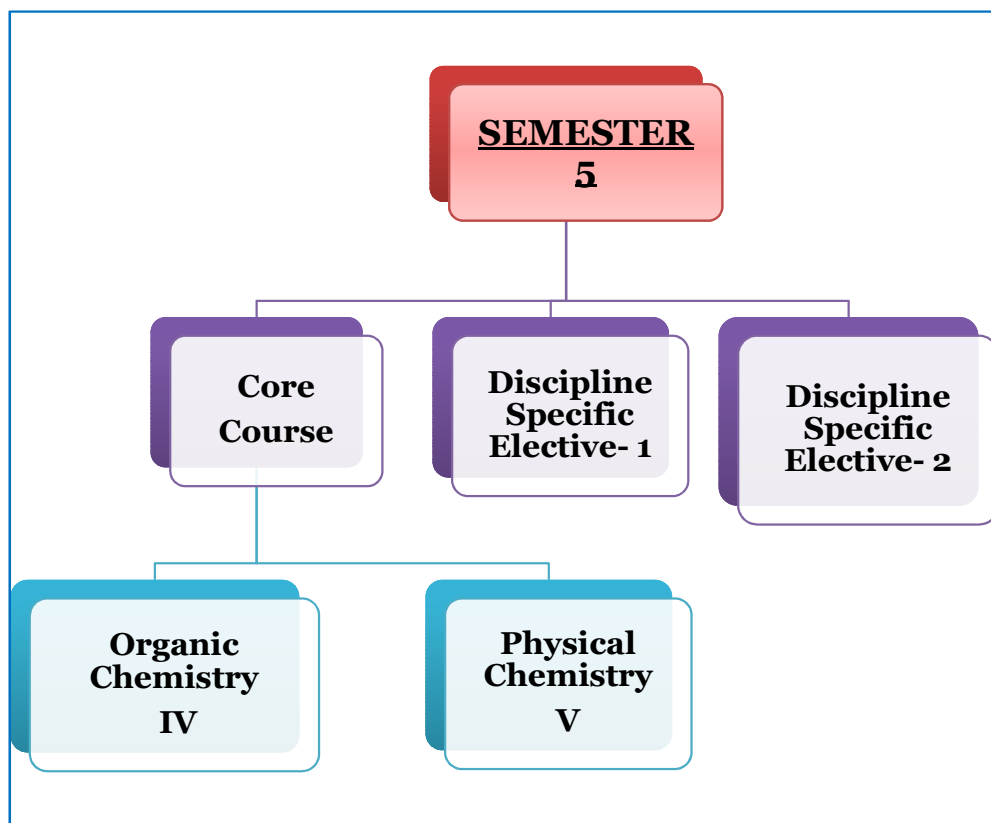 SEMESTER
5
Core
Course
Discipline
Specific
Elective- 1
Discipline
Specific
Elective- 2
Organic
Chemistry
IV
Physical
Chemistry
V